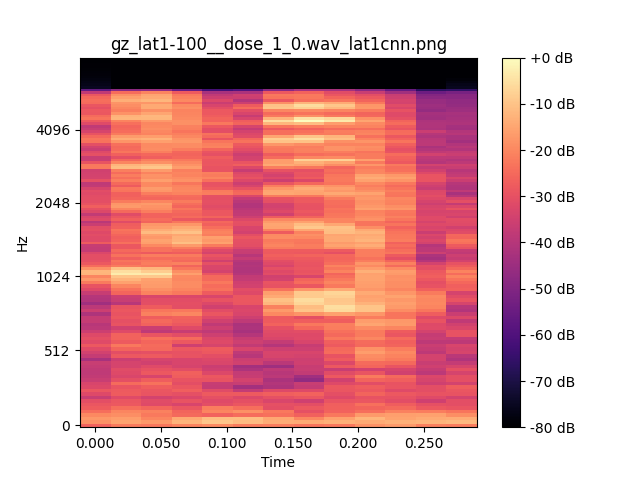 gz_lat1-100__dose_1_0.wav_lat1cnn.png
+0 dB
-10 dB
4096
-20 dB
2048
-30 dB
Hz
-40 dB
1024
-50 dB
-60 dB
512
-70 dB
0
-80 dB
0.000 0.050 0.100 0.150 0.200 0.250
Time